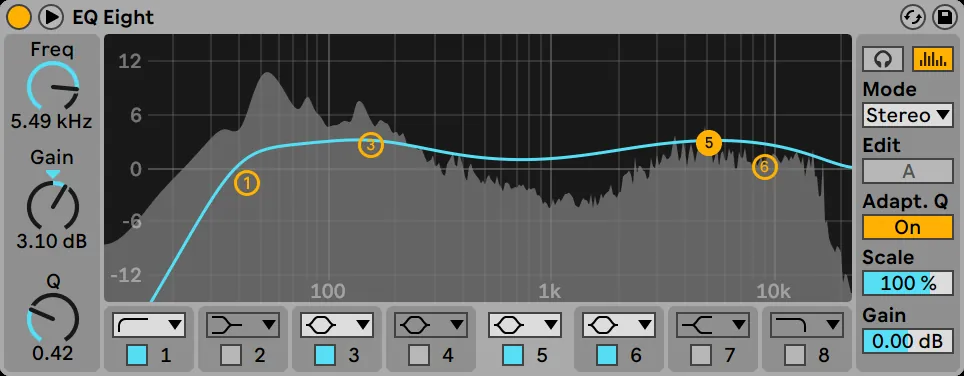 EQ Eight
Freq
5.49 kHz
Gain
3.10 dB
Q
0.42
12
6
0
-6
-12
100
1k
10k
1
3
5
6
1
2
3
4
5
6
7
8
Mode
Stereo
Edit
A
Adapt. Q
On
Scale
100 %
Gain
0.00 dB